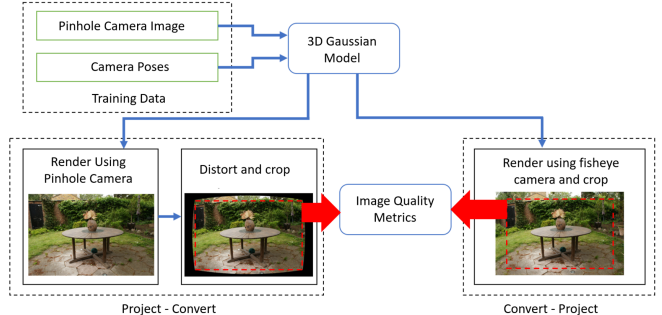 Pinhole Camera Image
Camera Poses
Training Data
3D Gaussian
Model
Render Using
Pinhole Camera
Distort and crop
Image Quality
Metrics
Render using fisheye
camera and crop
Project - Convert
Convert - Project